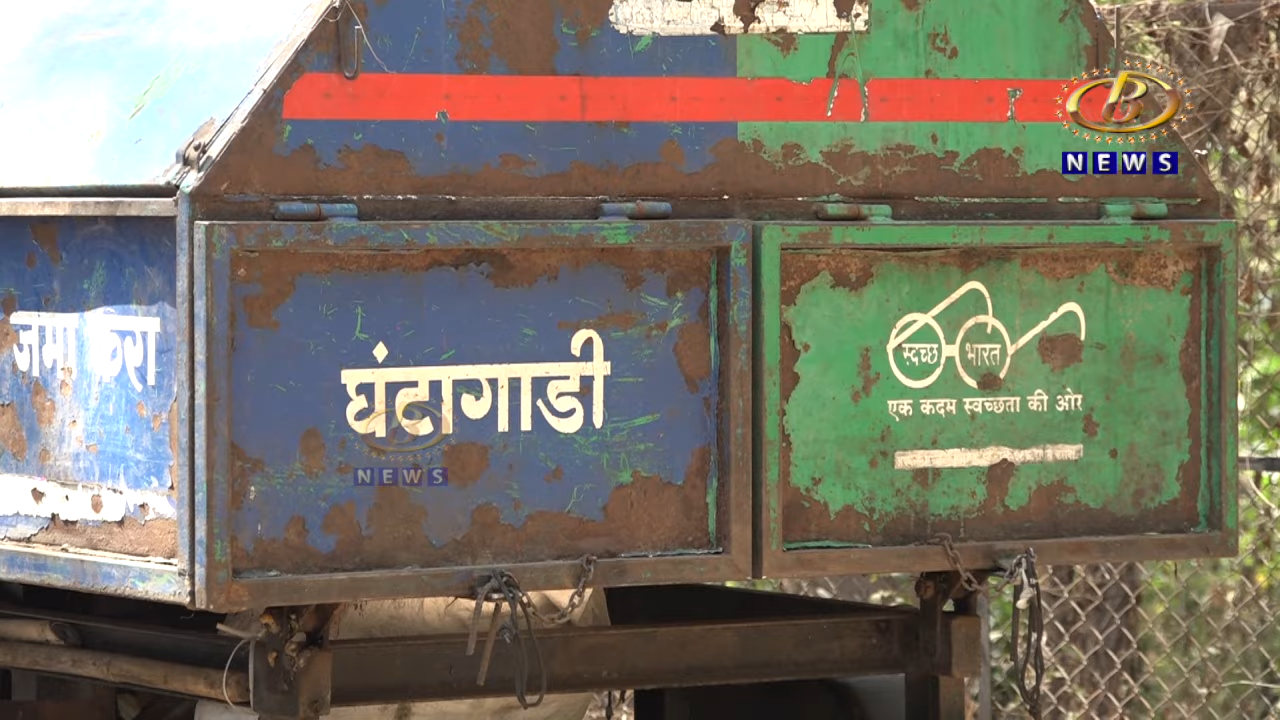 B
NEWS
जमा करा
घंटागाडी
NEWS
स्वच्छ भारत
एक कदम स्वच्छता की ओर